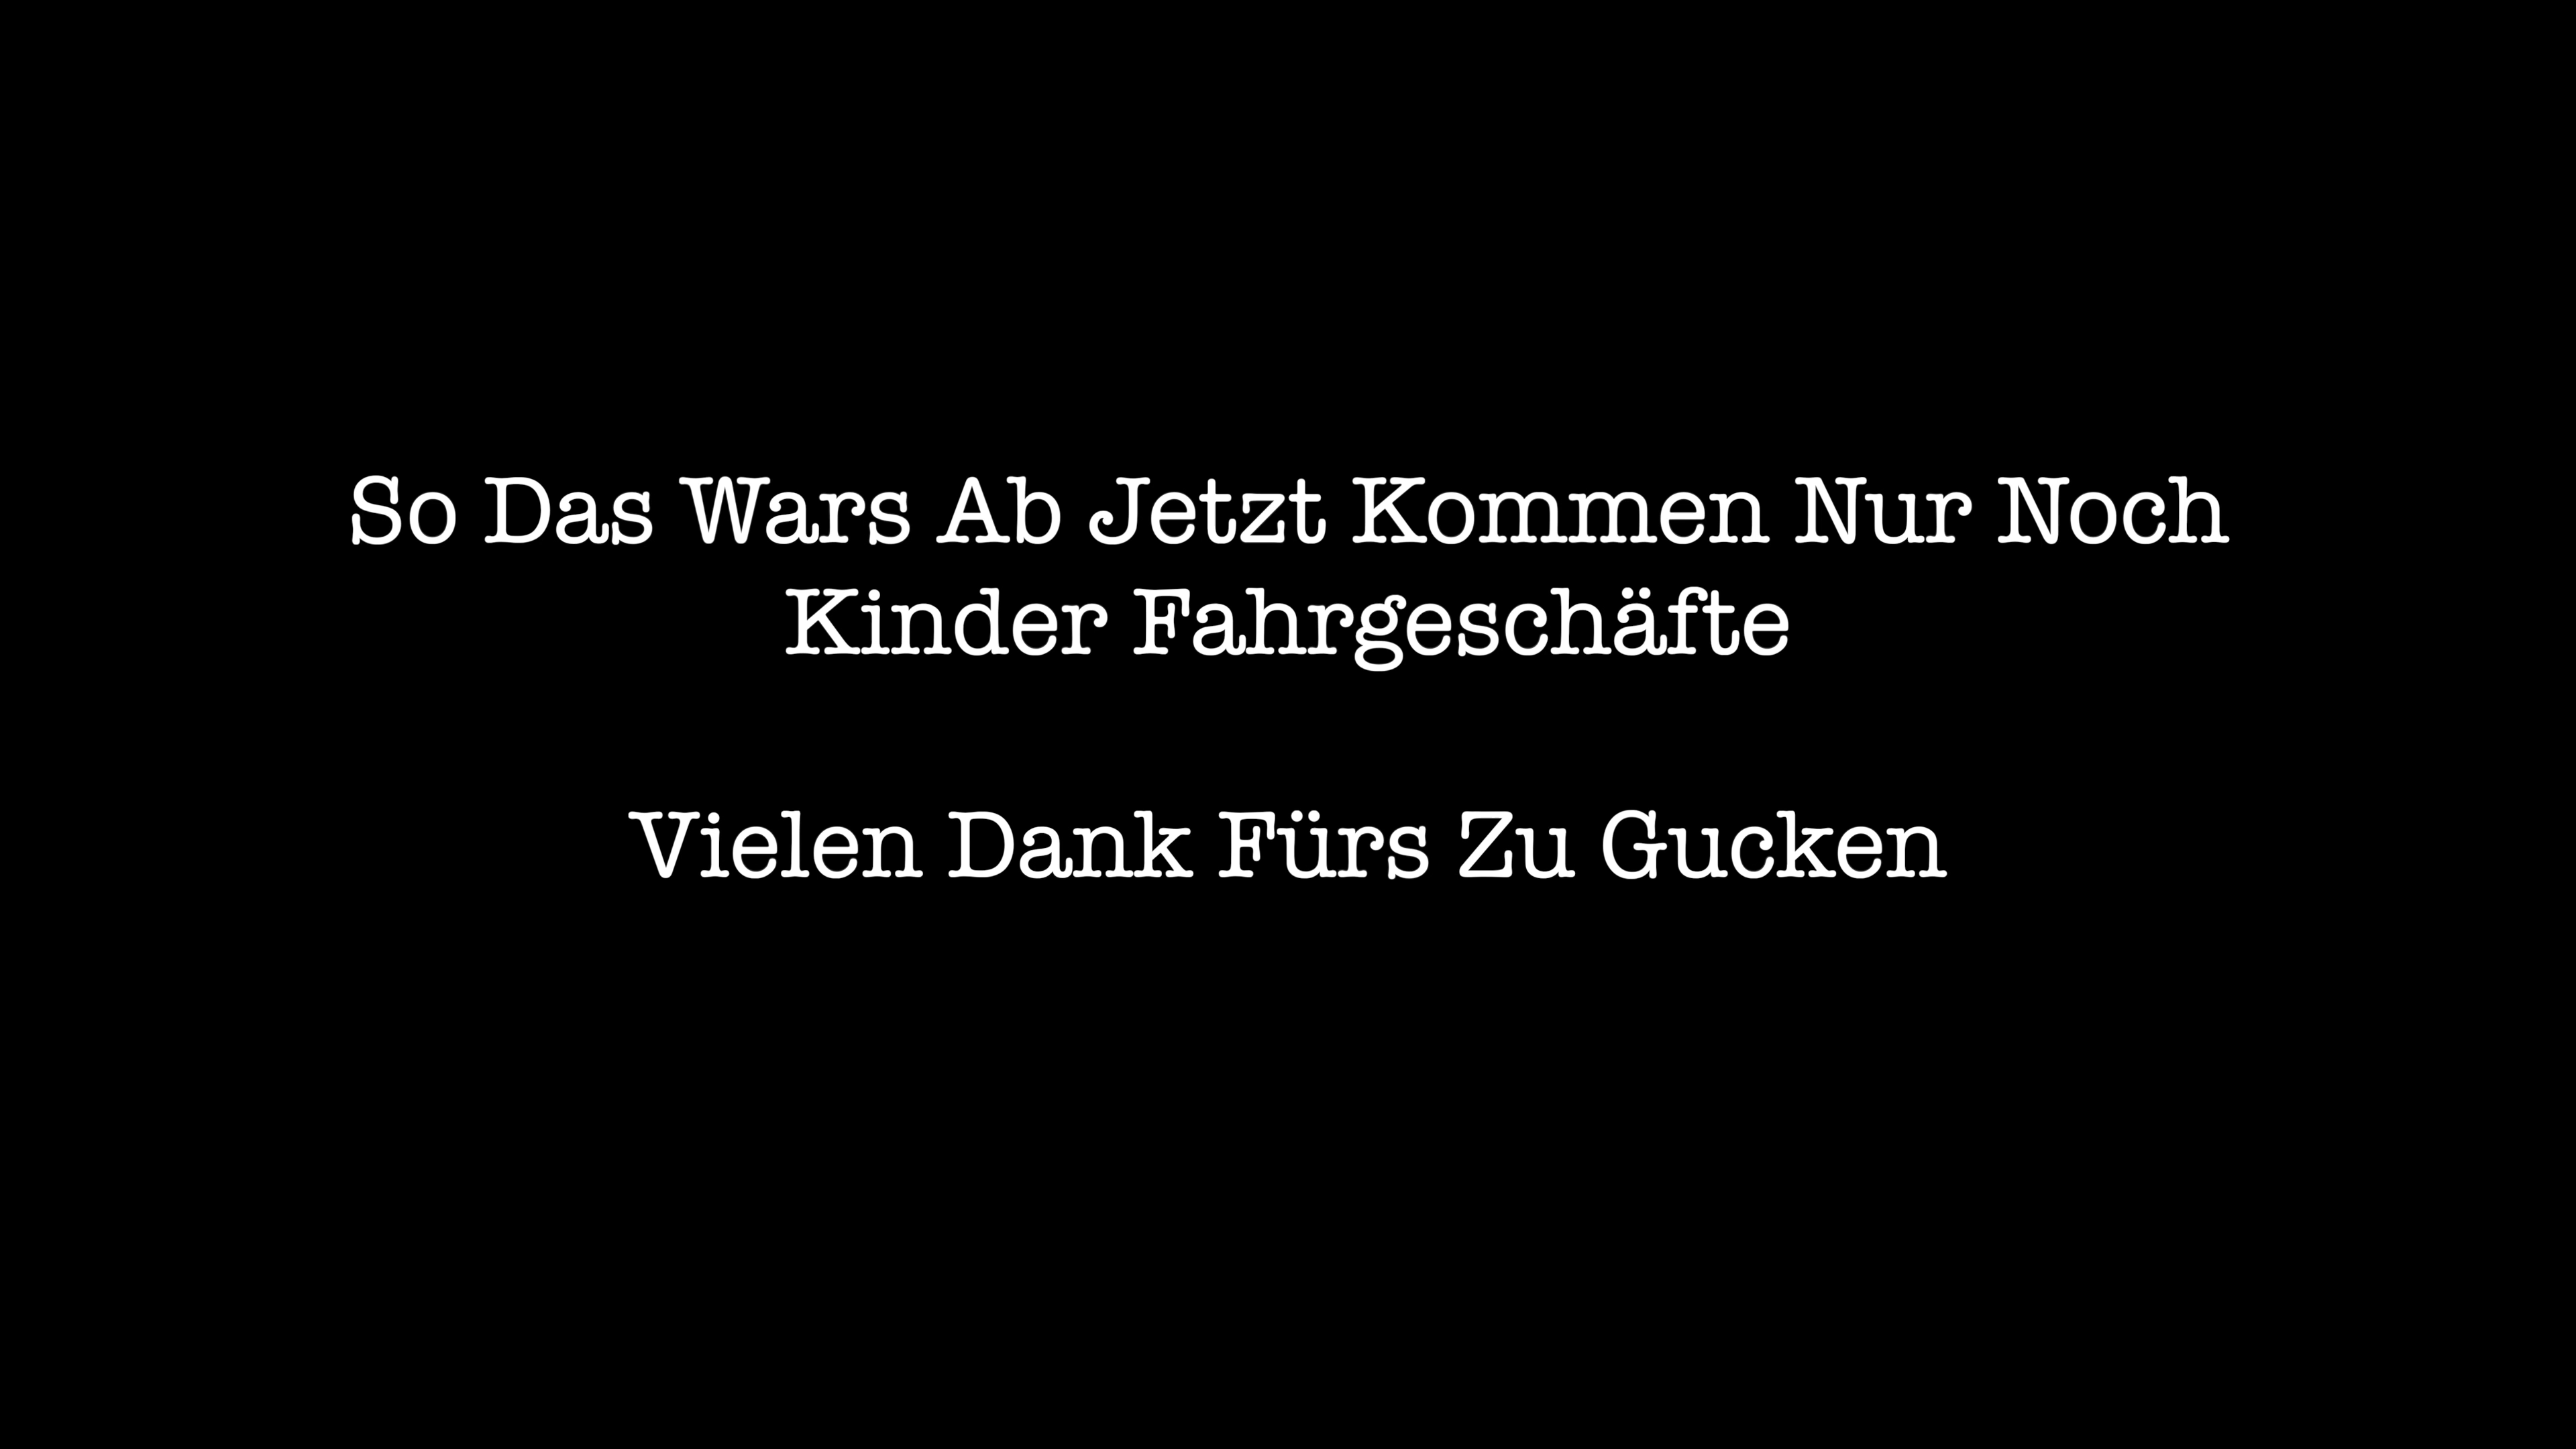 So Das Wars Ab Jetzt Kommen Nur Noch
Kinder Fahrgeschäfte
Vielen Dank Fürs Zu Gucken